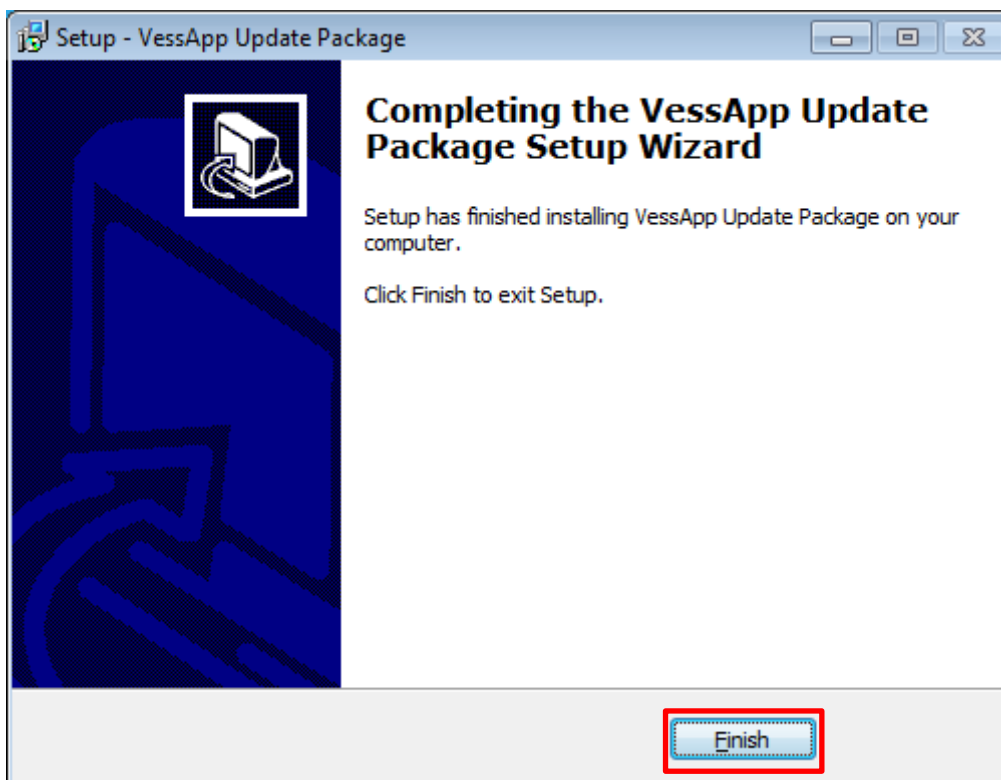 Setup - VessApp Update Package
Completing the VessApp Update
Package Setup Wizard
Setup has finished installing VessApp Update Package on your
computer.
Click Finish to exit Setup.
Finish